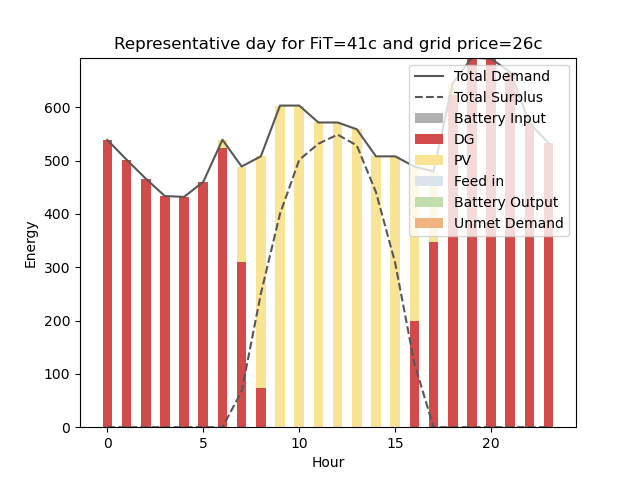 Representative day for FiT=41c and grid price=26c
Total Demand
Total Surplus
Battery Input
DG
PV
Feed in
Battery Output
Unmet Demand
Energy
600
500
400
300
200
100
0
0 5 10 15 20
Hour